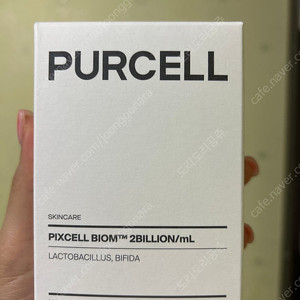 PURCELL
SKINCARE
PIXCELL BIOM™ 2BILLION/mL
LACTOBACILLUS, BIFIDA